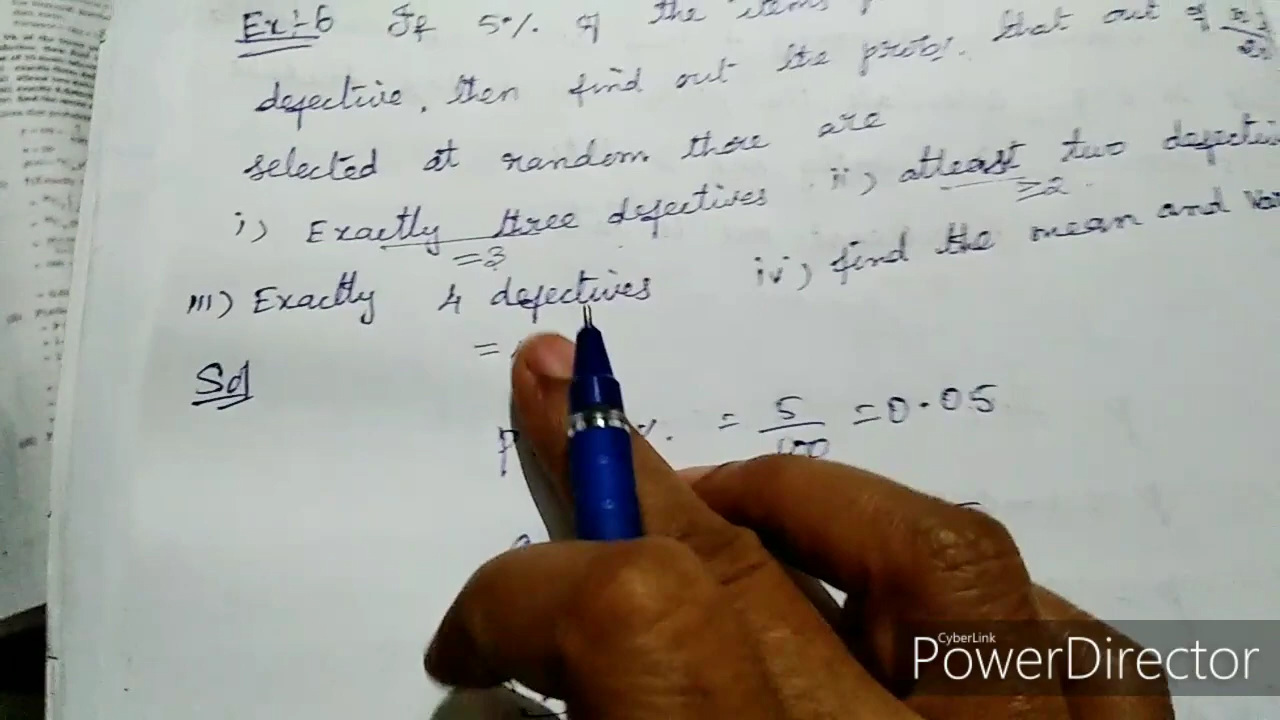 Ex:-6 If 5% of the items
defective, then find out the prob. that out of
selected at random there are
i) Exactly three defectives ii) atleast two
=3 ≥2
iii) Exactly 4 defectives iv) find the mean and
=
Sol
p % = 5/100 = 0.05
CyberLink
PowerDirector